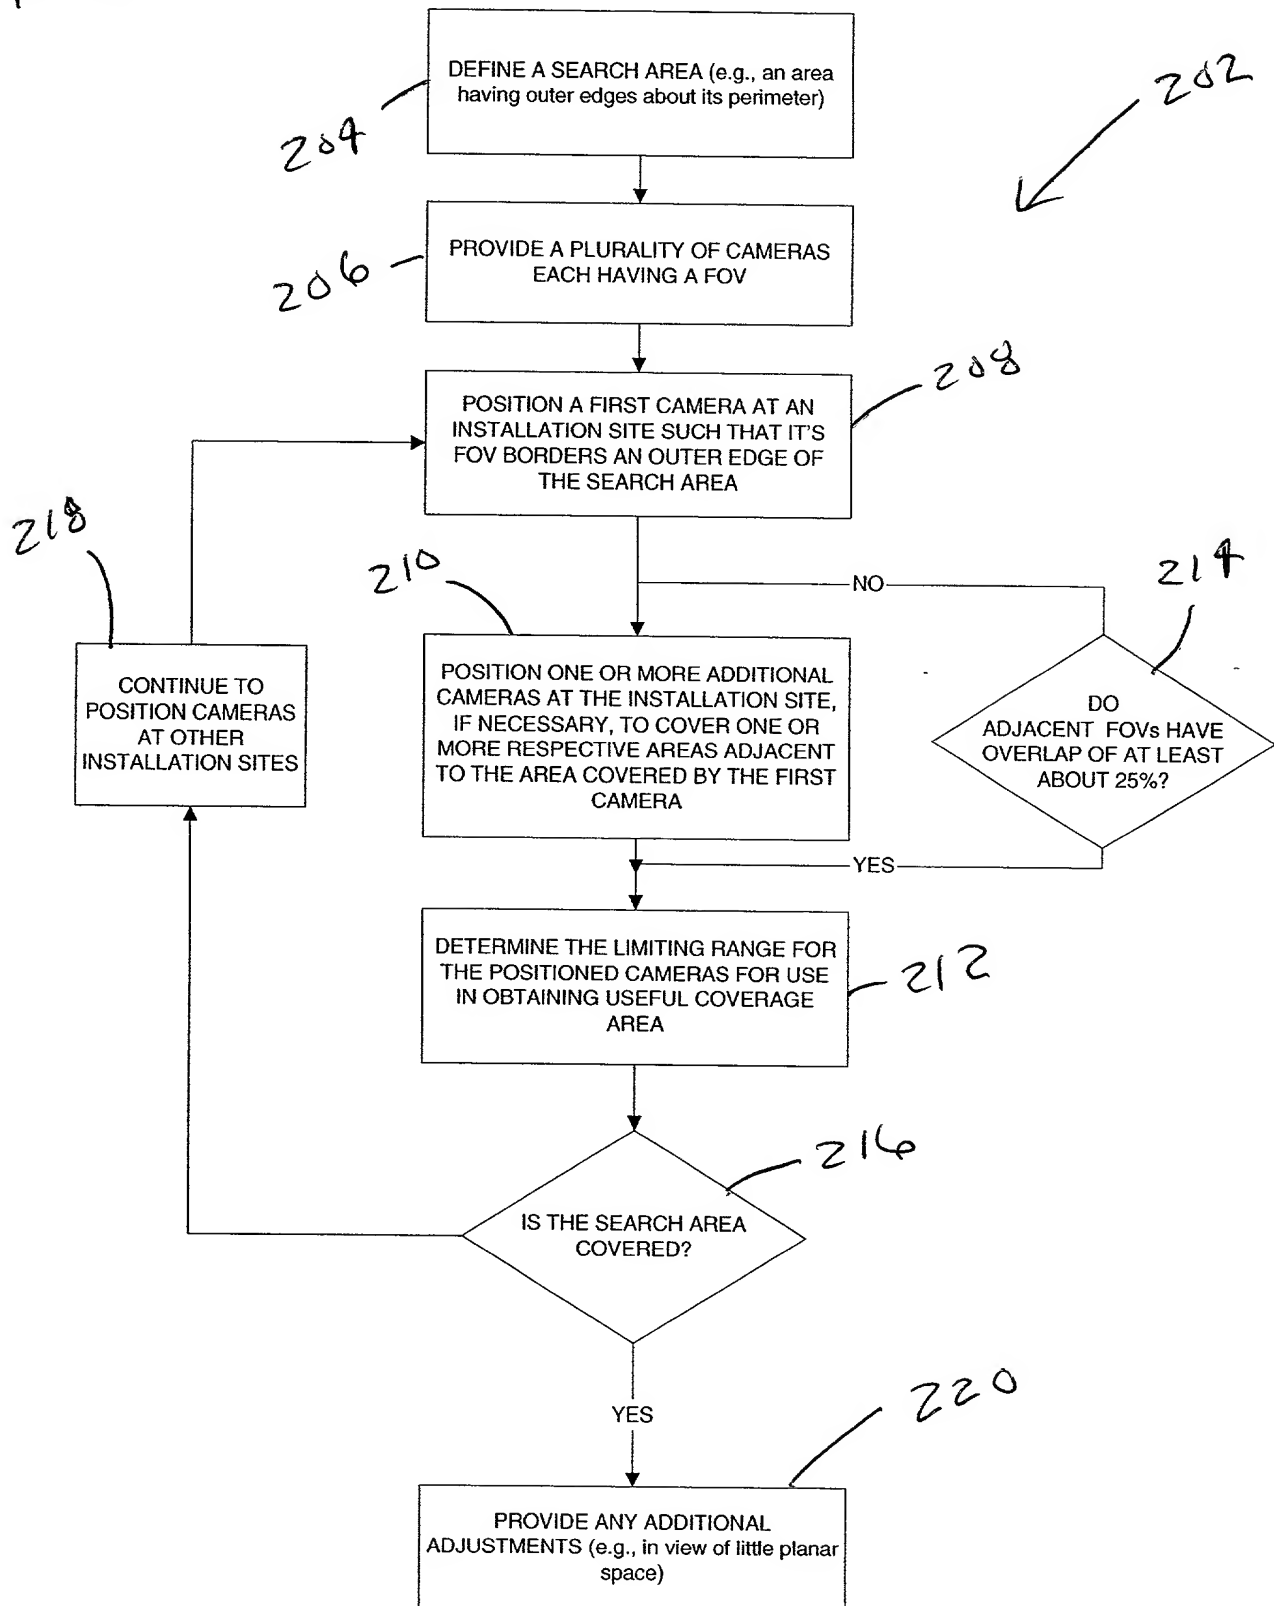 DEFINE A SEARCH AREA (e.g., an area
having outer edges about its perimeter)
202
204
PROVIDE A PLURALITY OF CAMERAS
EACH HAVING A FOV
206
POSITION A FIRST CAMERA AT AN
INSTALLATION SITE SUCH THAT IT'S
FOV BORDERS AN OUTER EDGE OF
THE SEARCH AREA
208
218
210
NO
214
CONTINUE TO
POSITION CAMERAS
AT OTHER
INSTALLATION SITES
POSITION ONE OR MORE ADDITIONAL
CAMERAS AT THE INSTALLATION SITE,
IF NECESSARY, TO COVER ONE OR
MORE RESPECTIVE AREAS ADJACENT
TO THE AREA COVERED BY THE FIRST
CAMERA
DO
ADJACENT FOVs HAVE
OVERLAP OF AT LEAST
ABOUT 25%?
YES
DETERMINE THE LIMITING RANGE FOR
THE POSITIONED CAMERAS FOR USE
IN OBTAINING USEFUL COVERAGE
AREA
212
216
IS THE SEARCH AREA
COVERED?
YES
220
PROVIDE ANY ADDITIONAL
ADJUSTMENTS (e.g., in view of little planar
space)